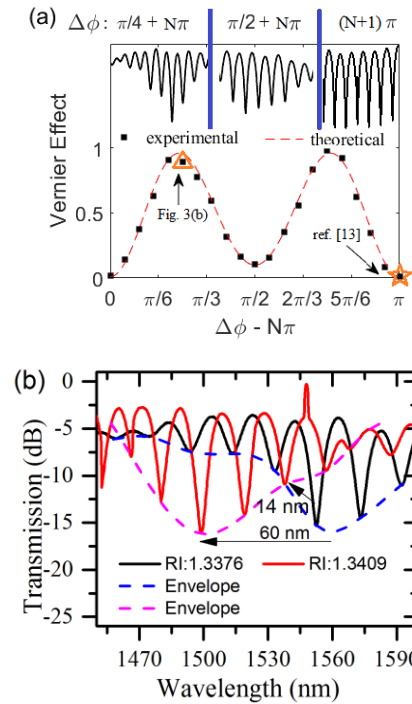 (a)
Δϕ: π/4 + Nπ π/2 + Nπ (N+1) π
experimental theoretical
Vernier Effect
1
0.5
0
Fig. 3(b)
ref. [13]
0 π/6 π/3 π/2 2π/3 5π/6 π
Δϕ - Nπ
(b)
Transmission (dB)
0
-5
-10
-15
-20
-25
14 nm
60 nm
RI:1.3376 RI:1.3409
Envelope
Envelope
1470 1500 1530 1560 1590
Wavelength (nm)